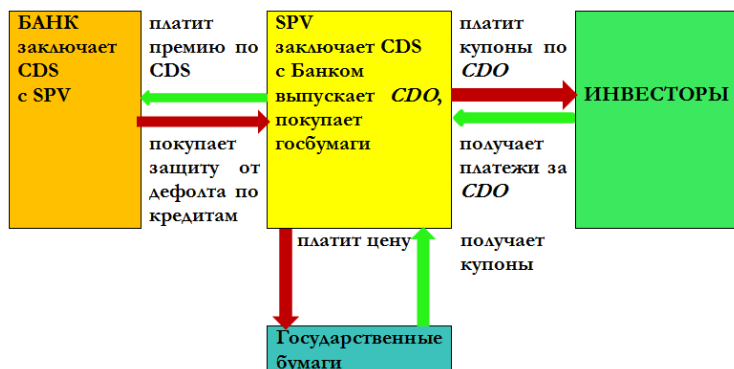 БАНК
заключает
CDS
с SPV
платит
премию по
CDS
покупает
защиту от
дефолта по
кредитам
SPV
заключает CDS
с Банком
выпускает CDO,
покупает
госбумаги
платит
купоны по
CDO
получает
платежи за
CDO
ИНВЕСТОРЫ
платит цену
получает
купоны
Государственные
бумаги